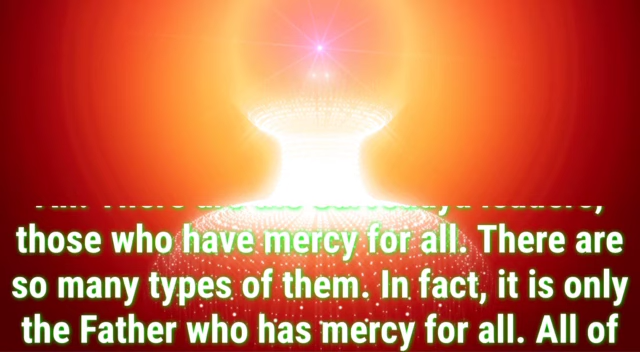 those who have mercy for all. There are
so many types of them. In fact, it is only
the Father who has mercy for all. All of